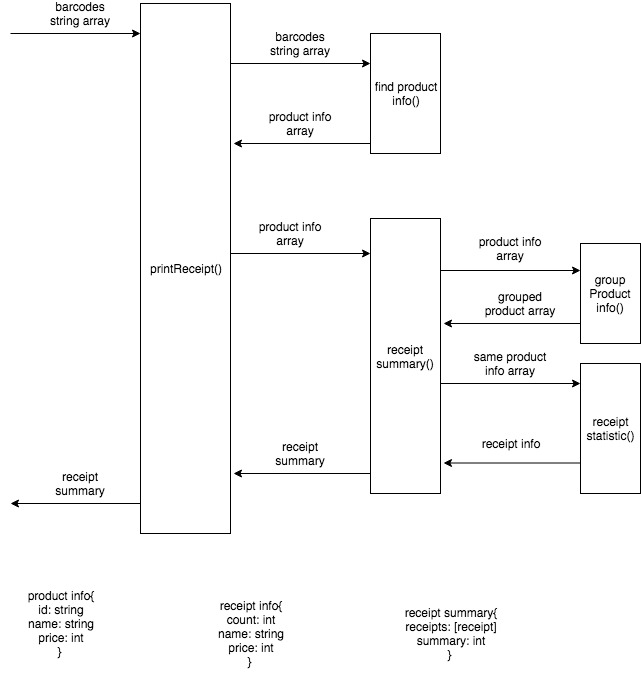 barcodes
string array
barcodes
string array
find product
info()
product info
array
printReceipt()
product info
array
product info
array
group
Product
info()
grouped
product array
receipt
summary()
same product
info array
receipt
statistic()
receipt info
receipt
summary
receipt
summary
product info{
id: string
name: string
price: int
}
receipt info{
count: int
name: string
price: int
}
receipt summary{
receipts: [receipt]
summary: int
}